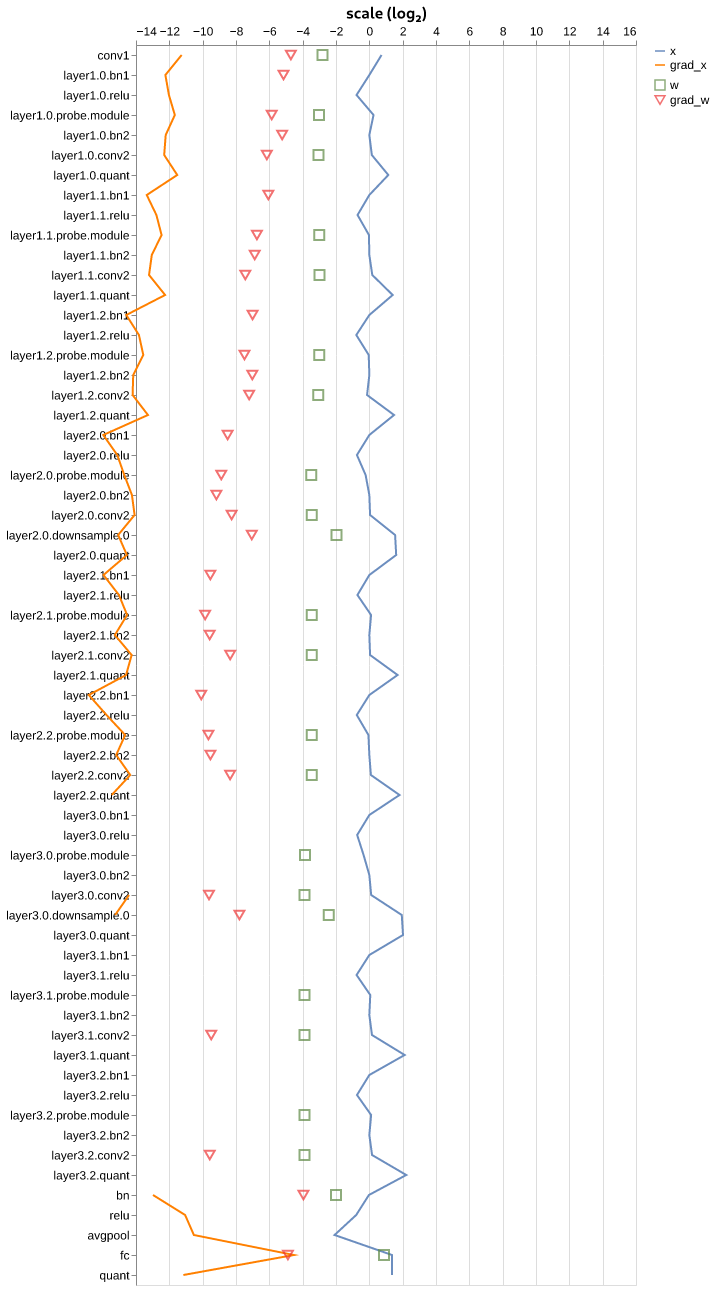 scale (log₂)
−14 −12 −10 −8 −6 −4 −2 0 2 4 6 8 10 12 14 16
x
grad_x
w
grad_w
conv1
layer1.0.bn1
layer1.0.relu
layer1.0.probe.module
layer1.0.bn2
layer1.0.conv2
layer1.0.quant
layer1.1.bn1
layer1.1.relu
layer1.1.probe.module
layer1.1.bn2
layer1.1.conv2
layer1.1.quant
layer1.2.bn1
layer1.2.relu
layer1.2.probe.module
layer1.2.bn2
layer1.2.conv2
layer1.2.quant
layer2.0.bn1
layer2.0.relu
layer2.0.probe.module
layer2.0.bn2
layer2.0.conv2
layer2.0.downsample.0
layer2.0.quant
layer2.1.bn1
layer2.1.relu
layer2.1.probe.module
layer2.1.bn2
layer2.1.conv2
layer2.1.quant
layer2.2.bn1
layer2.2.relu
layer2.2.probe.module
layer2.2.bn2
layer2.2.conv2
layer2.2.quant
layer3.0.bn1
layer3.0.relu
layer3.0.probe.module
layer3.0.bn2
layer3.0.conv2
layer3.0.downsample.0
layer3.0.quant
layer3.1.bn1
layer3.1.relu
layer3.1.probe.module
layer3.1.bn2
layer3.1.conv2
layer3.1.quant
layer3.2.bn1
layer3.2.relu
layer3.2.probe.module
layer3.2.bn2
layer3.2.conv2
layer3.2.quant
bn
relu
avgpool
fc
quant